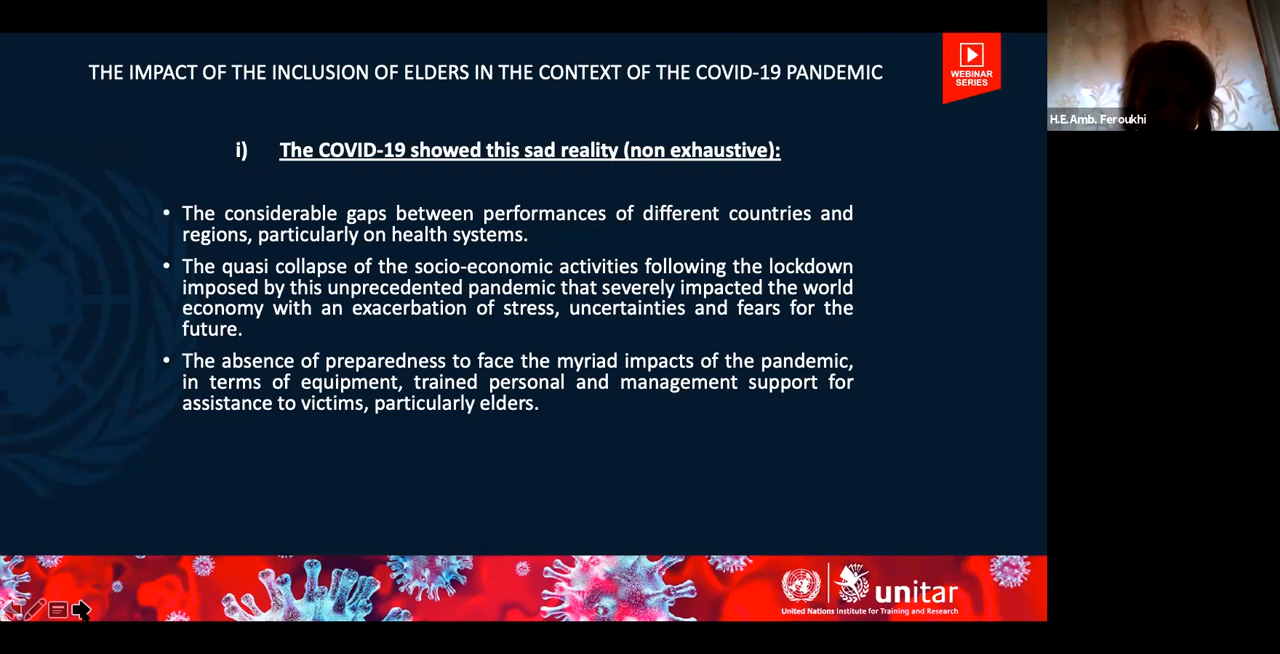 THE IMPACT OF THE INCLUSION OF ELDERS IN THE CONTEXT OF THE COVID-19 PANDEMIC
WEBINAR
SERIES
H.E.Amb. Feroukhi
i) The COVID-19 showed this sad reality (non exhaustive):
• The considerable gaps between performances of different countries and
regions, particularly on health systems.
• The quasi collapse of the socio-economic activities following the lockdown
imposed by this unprecedented pandemic that severely impacted the world
economy with an exacerbation of stress, uncertainties and fears for the
future.
• The absence of preparedness to face the myriad impacts of the pandemic,
in terms of equipment, trained personal and management support for
assistance to victims, particularly elders.
unitar
United Nations Institute for Training and Research